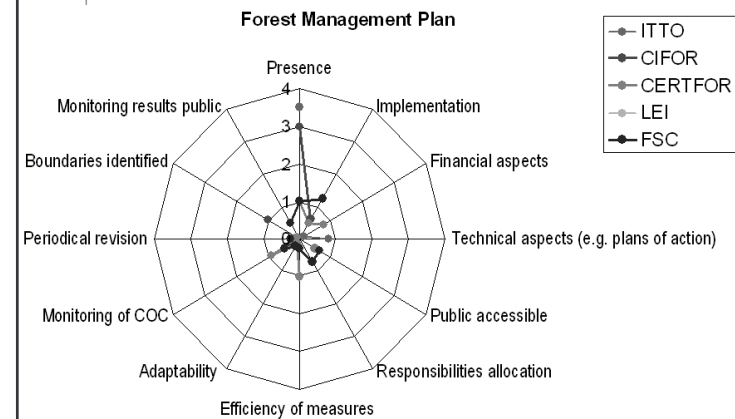 Forest Management Plan
ITTO
CIFOR
CERTFOR
LEI
FSC
Presence
4
Monitoring results public
Implementation
3
Boundaries identified
Financial aspects
2
1
Periodical revision
0
Technical aspects (e.g. plans of action)
Monitoring of COC
Public accessible
Adaptability
Responsibilities allocation
Efficiency of measures